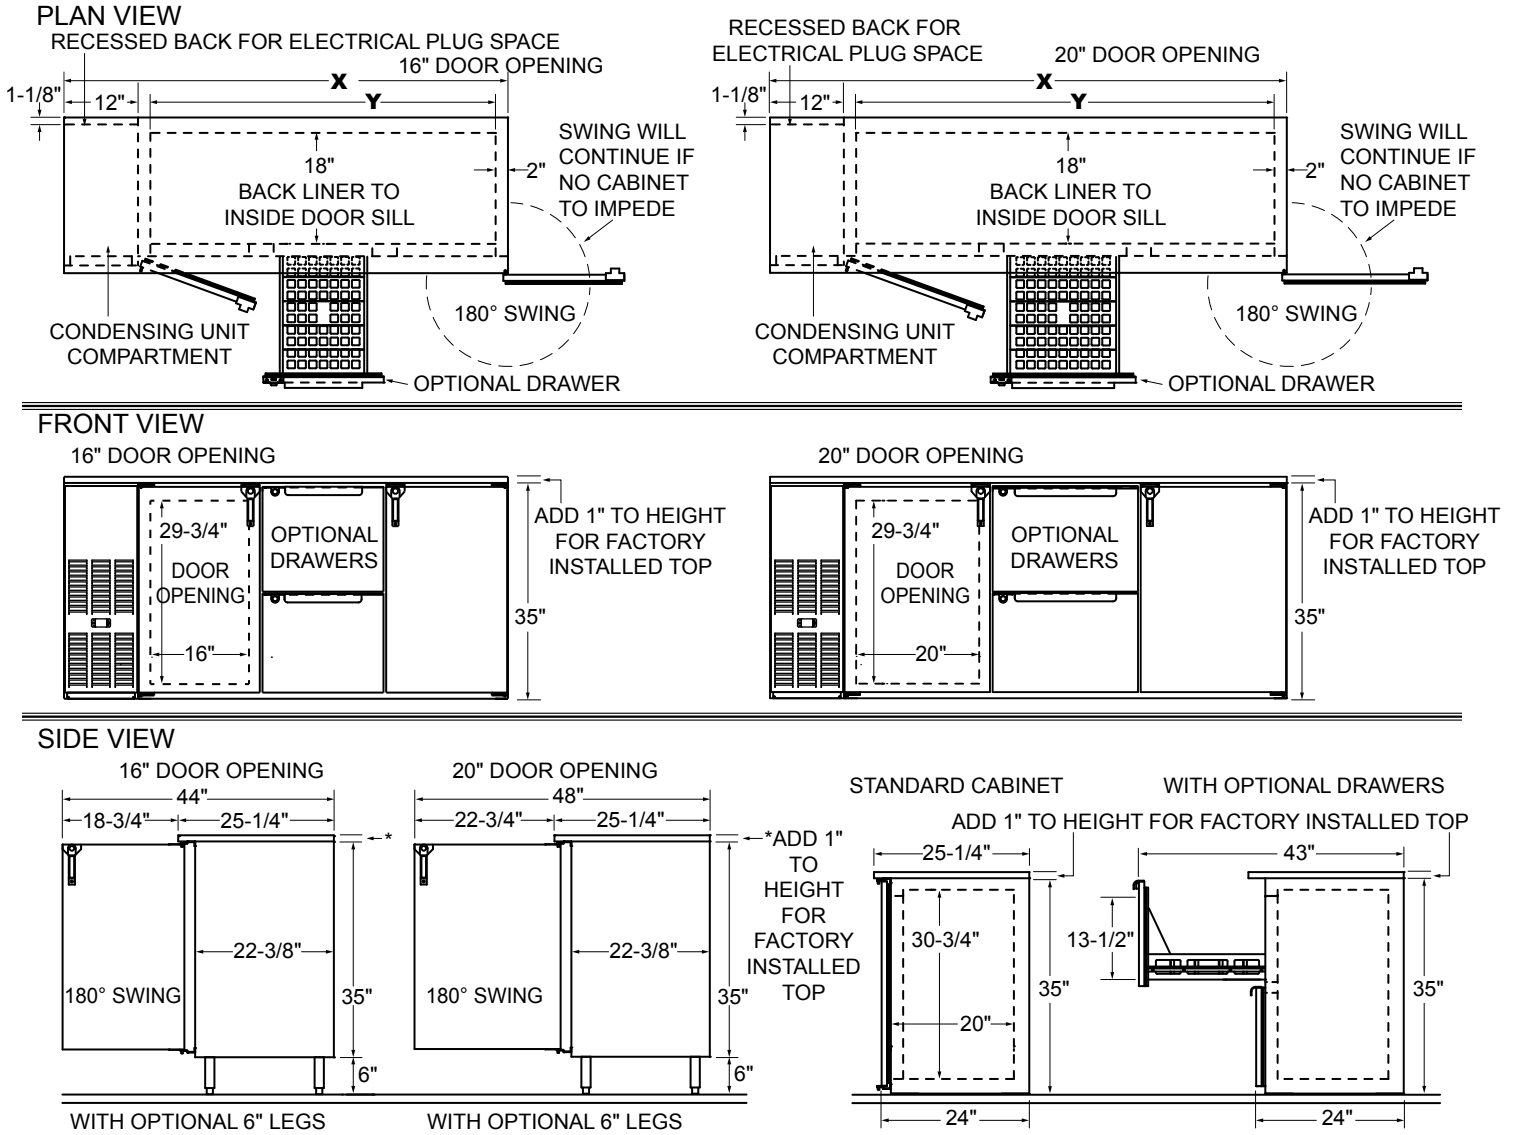 PLAN VIEW
RECESSED BACK FOR ELECTRICAL PLUG SPACE
16" DOOR OPENING
X
1-1/8"
12"
Y
18"
BACK LINER TO
INSIDE DOOR SILL
2"
SWING WILL
CONTINUE IF
NO CABINET
TO IMPEDE
180° SWING
CONDENSING UNIT
COMPARTMENT
OPTIONAL DRAWER
RECESSED BACK FOR
ELECTRICAL PLUG SPACE
20" DOOR OPENING
X
1-1/8"
12"
Y
18"
BACK LINER TO
INSIDE DOOR SILL
2"
SWING WILL
CONTINUE IF
NO CABINET
TO IMPEDE
180° SWING
CONDENSING UNIT
COMPARTMENT
OPTIONAL DRAWER
FRONT VIEW
16" DOOR OPENING
29-3/4"
DOOR
OPENING
16"
OPTIONAL
DRAWERS
ADD 1" TO HEIGHT
FOR FACTORY
INSTALLED TOP
35"
20" DOOR OPENING
29-3/4"
DOOR
OPENING
20"
OPTIONAL
DRAWERS
ADD 1" TO HEIGHT
FOR FACTORY
INSTALLED TOP
35"
SIDE VIEW
16" DOOR OPENING
44"
18-3/4"
25-1/4"
*
22-3/8"
180° SWING
35"
6"
WITH OPTIONAL 6" LEGS
20" DOOR OPENING
48"
22-3/4"
25-1/4"
*ADD 1"
TO
HEIGHT
FOR
FACTORY
INSTALLED
TOP
22-3/8"
180° SWING
35"
6"
WITH OPTIONAL 6" LEGS
STANDARD CABINET
WITH OPTIONAL DRAWERS
ADD 1" TO HEIGHT FOR FACTORY INSTALLED TOP
25-1/4"
30-3/4"
20"
35"
24"
43"
13-1/2"
35"
24"